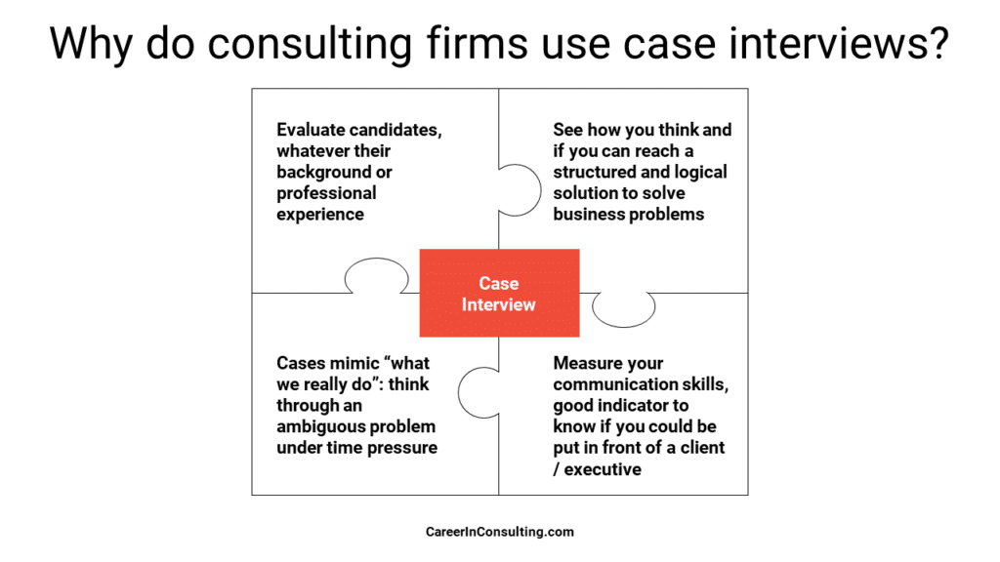 Why do consulting firms use case interviews?
Evaluate candidates,
whatever their
background or
professional
experience
See how you think and
if you can reach a
structured and logical
solution to solve
business problems
Case
Interview
Cases mimic “what
we really do”: think
through an
ambiguous problem
under time pressure
Measure your
communication skills,
good indicator to
know if you could be
put in front of a client
/ executive
CareerInConsulting.com